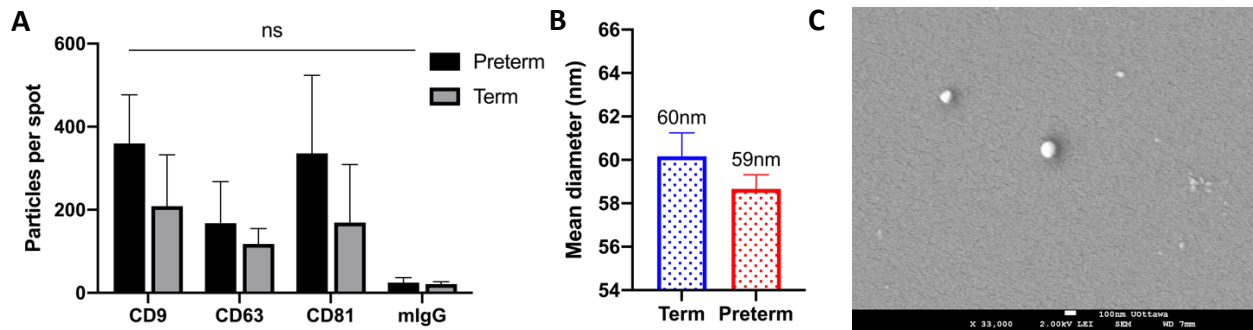 A
ns
Preterm
Term
Particles per spot
600
400
200
0
CD9 CD63 CD81 mIgG
B
Mean diameter (nm)
66
64
62
60
58
56
54
60nm
59nm
Term Preterm
C
100nm UOttawa
X 33,000 2.00kV LEI SEM WD 7mm